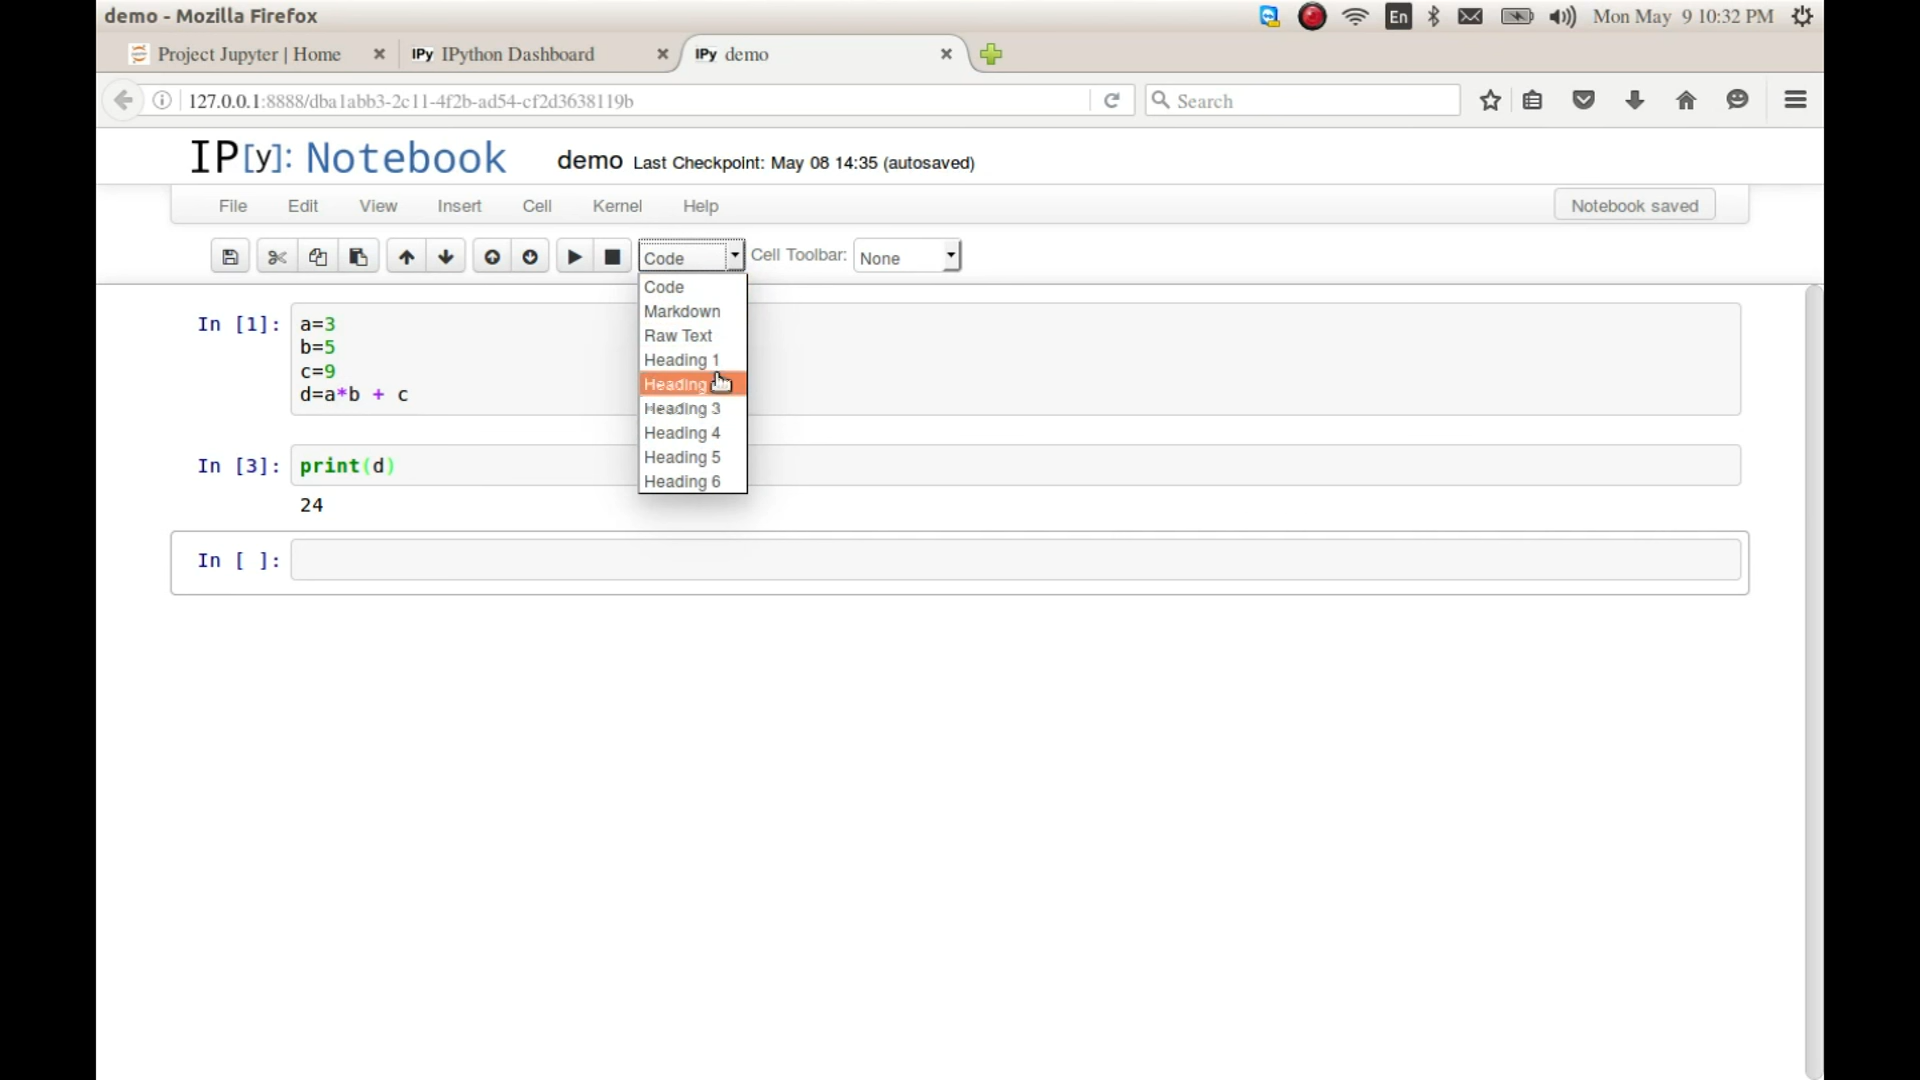 demo - Mozilla Firefox
En
Mon May 9 10:32 PM
Project Jupyter | Home
IPy IPython Dashboard
IPy demo
127.0.0.1:8888/dba1abb3-2c11-4f2b-ad54-cf2d3638119b
Search
IP[y]: Notebook
demo Last Checkpoint: May 08 14:35 (autosaved)
File Edit View Insert Cell Kernel Help
Notebook saved
Code
Cell Toolbar: None
Code
Markdown
Raw Text
Heading 1
Heading
Heading 3
Heading 4
Heading 5
Heading 6
In [1]: a=3
b=5
c=9
d=a*b + c
In [3]: print(d)
24
In [ ]: